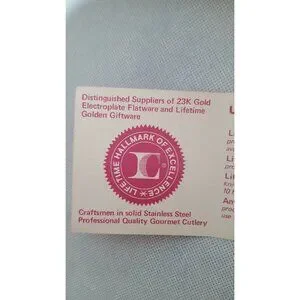 Distinguished Suppliers of 23K Gold
Electroplate Flatware and Lifetime
Golden Giftware
LIFETIME HALLMARK OF EXCELLENCE
Craftsmen in solid Stainless Steel
Professional Quality Gourmet Cutlery